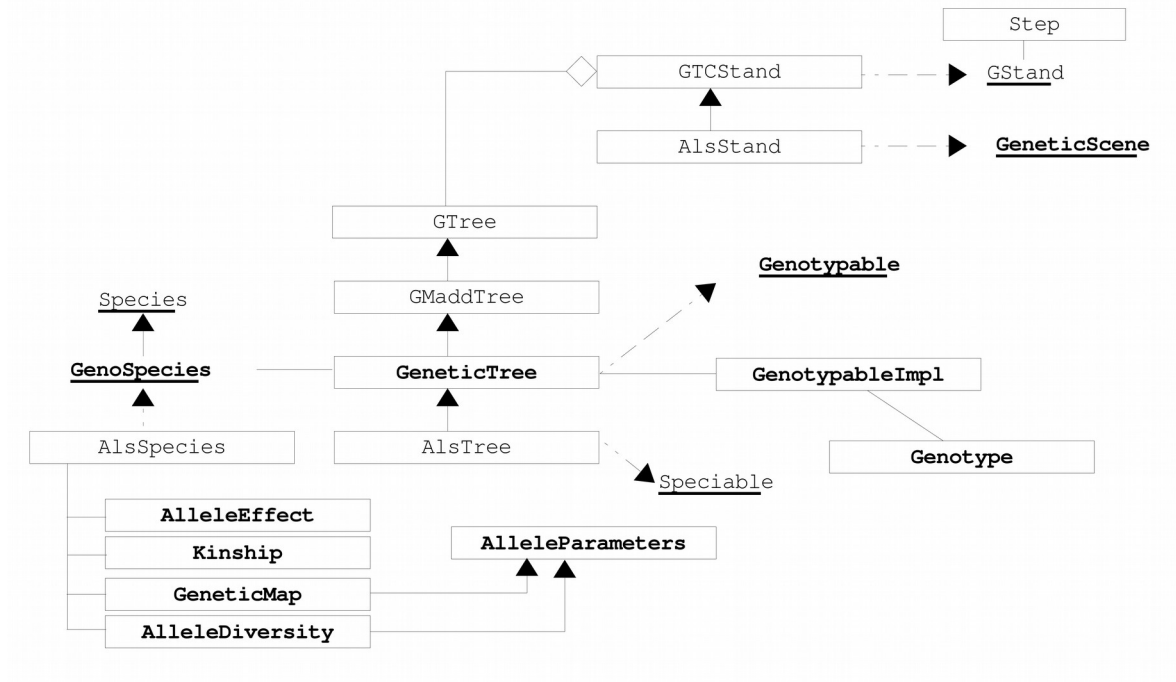 Step
GTCStand
GStand
AlsStand
GeneticScene
GTree
Genotypable
GMaddTree
Species
GenoSpecies
GeneticTree
GenotypableImpl
AlsSpecies
AlsTree
Genotype
Speciable
AlleleEffect
AlleleParameters
Kinship
GeneticMap
AlleleDiversity